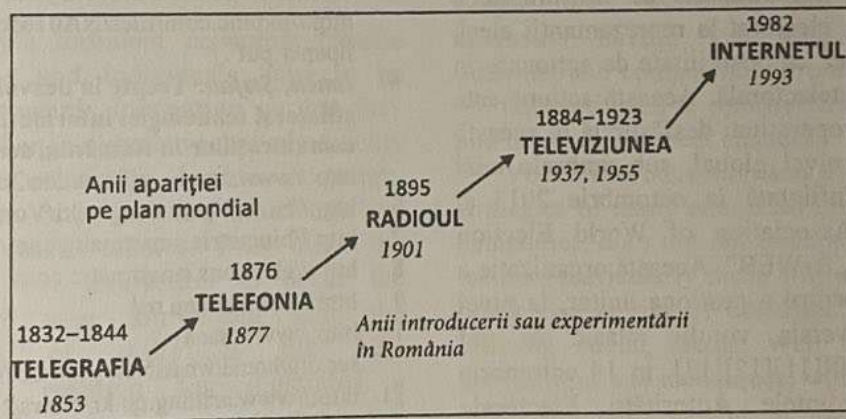 1982
INTERNETUL
1993
1884–1923
TELEVIZIUNEA
1937, 1955
Anii apariției
pe plan mondial
1895
RADIOUL
1901
1876
TELEFONIA
1877
Anii introducerii sau experimentării
în România
1832–1844
TELEGRAFIA
1853